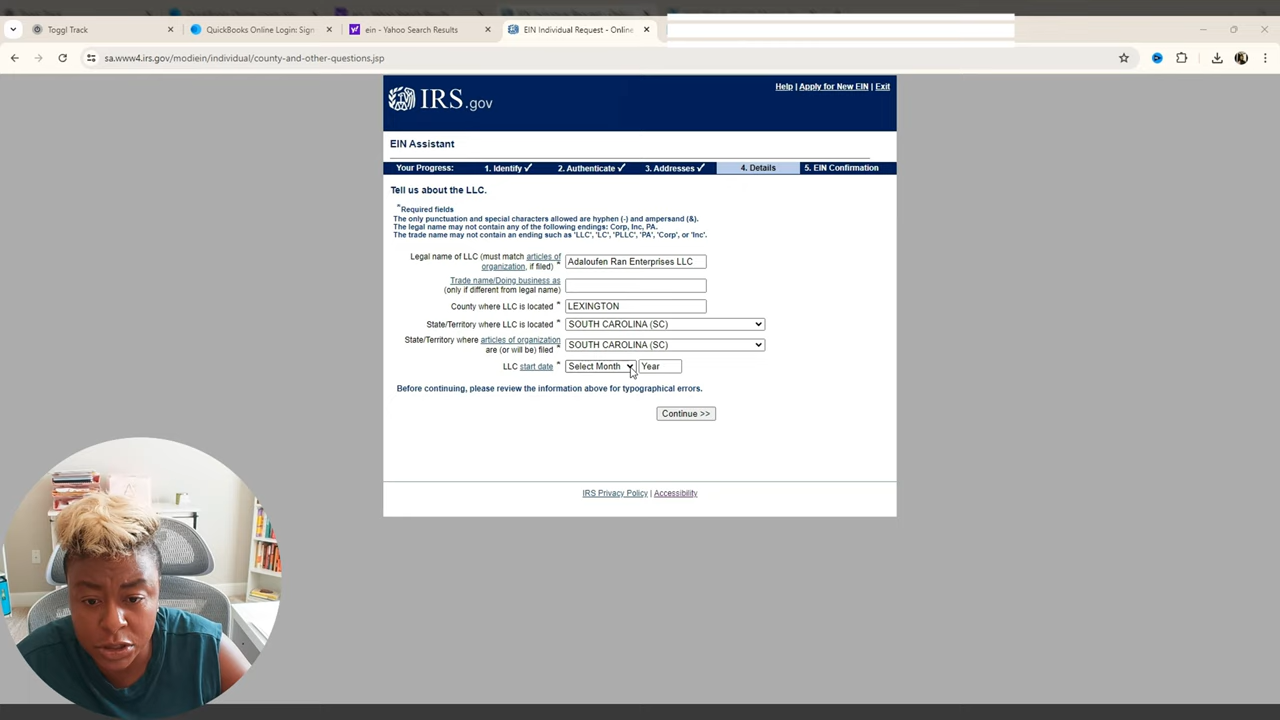 Toggl Track
QuickBooks Online Login: Sign
ein - Yahoo Search Results
EIN Individual Request - Online
sa.www4.irs.gov/modiein/individual/county-and-other-questions.jsp
IRS.gov
Help | Apply for New EIN | Exit
EIN Assistant
Your Progress: 1. Identify ✓ 2. Authenticate ✓ 3. Addresses ✓ 4. Details 5. EIN Confirmation
Tell us about the LLC.
*Required fields
The only punctuation and special characters allowed are hyphen (-) and ampersand (&).
The legal name may not contain any of the following endings: Corp, Inc, PA.
The trade name may not contain an ending such as 'LLC', 'LC', 'PLLC', 'PA', 'Corp', or 'Inc'.
Legal name of LLC (must match articles of
organization, if filed) * Adaloufen Ran Enterprises LLC
Trade name/Doing business as
(only if different from legal name)
County where LLC is located * LEXINGTON
State/Territory where LLC is located * SOUTH CAROLINA (SC)
State/Territory where articles of organization
are (or will be) filed * SOUTH CAROLINA (SC)
LLC start date * Select Month Year
Before continuing, please review the information above for typographical errors.
Continue >>
IRS Privacy Policy | Accessibility